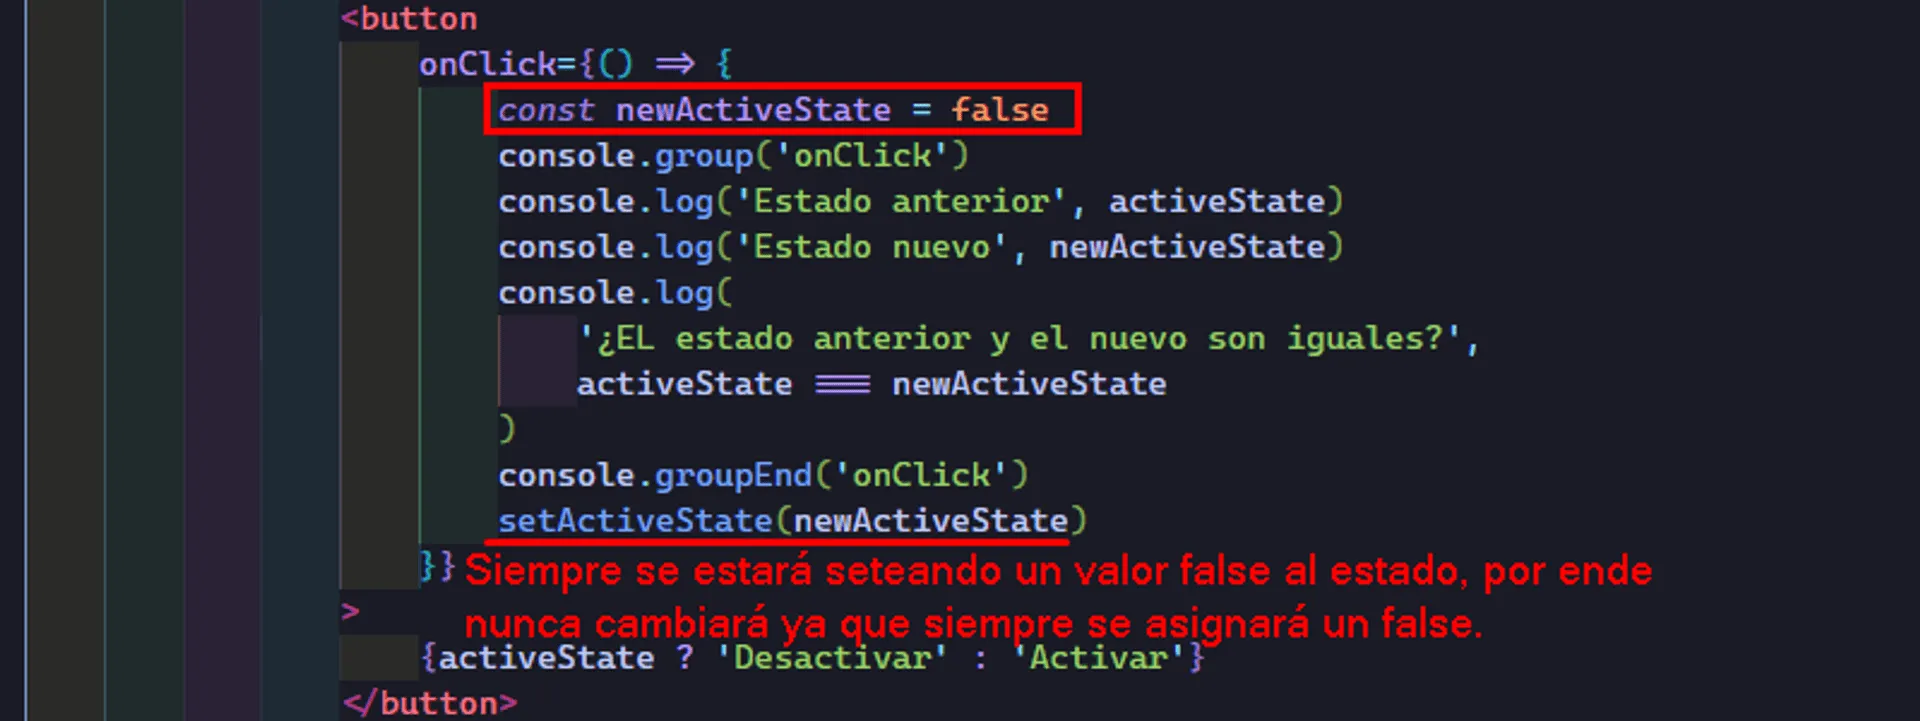 <button
onClick={() => {
const newActiveState = false
console.group('onClick')
console.log('Estado anterior', activeState)
console.log('Estado nuevo', newActiveState)
console.log(
'¿EL estado anterior y el nuevo son iguales?',
activeState === newActiveState
)
console.groupEnd('onClick')
setActiveState(newActiveState)
}} Siempre se estará seteando un valor false al estado, por ende
>
nunca cambiará ya que siempre se asignará un false.
{activeState ? 'Desactivar' : 'Activar'}
</button>